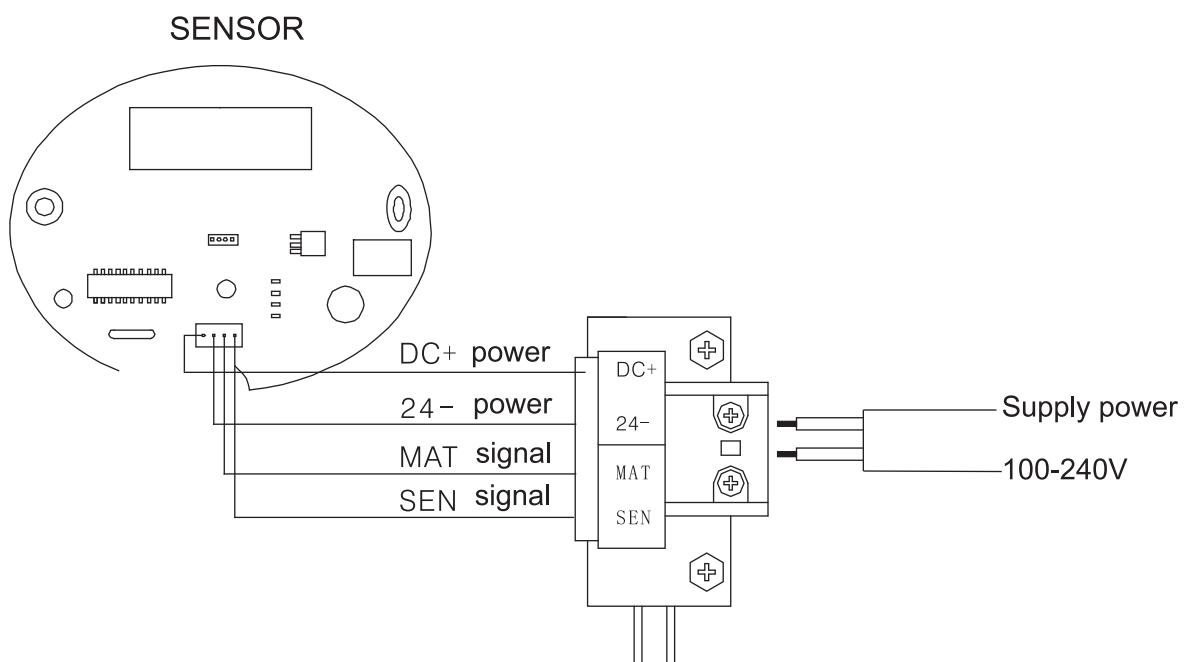 SENSOR
DC+ power
24- power
MAT signal
SEN signal
DC+
24-
MAT
SEN
Supply power
100-240V